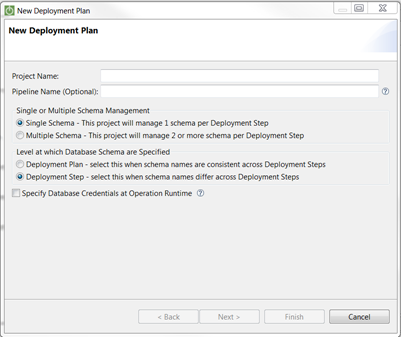 New Deployment Plan
New Deployment Plan
Project Name:
Pipeline Name (Optional):
Single or Multiple Schema Management
Single Schema - This project will manage 1 schema per Deployment Step
Multiple Schema - This project will manage 2 or more schema per Deployment Step
Level at which Database Schema are Specified
Deployment Plan - select this when schema names are consistent across Deployment Steps
Deployment Step - select this when schema names differ across Deployment Steps
Specify Database Credentials at Operation Runtime
< Back Next > Finish Cancel